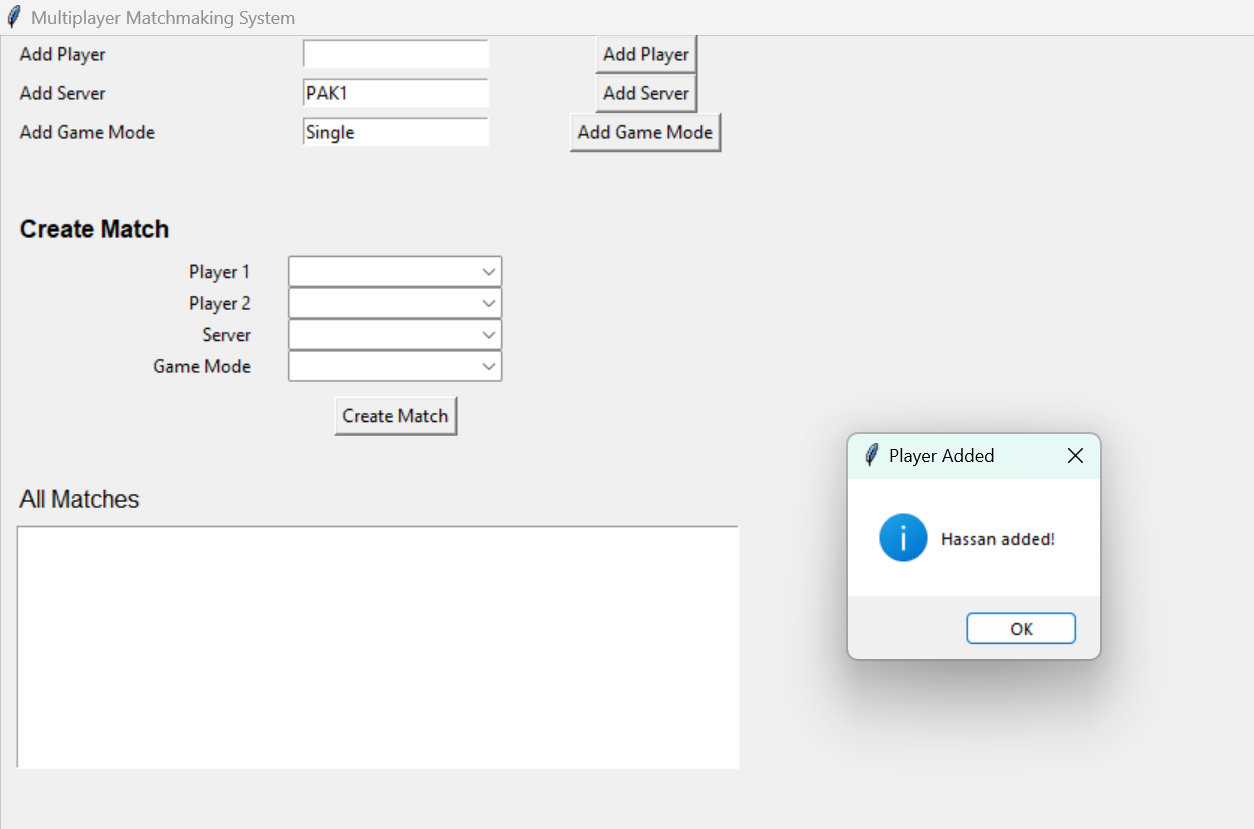 Multiplayer Matchmaking System
Add Player Add Player
Add Server PAK1 Add Server
Add Game Mode Single Add Game Mode
Create Match
Player 1
Player 2
Server
Game Mode
Create Match
All Matches
Player Added
Hassan added!
OK